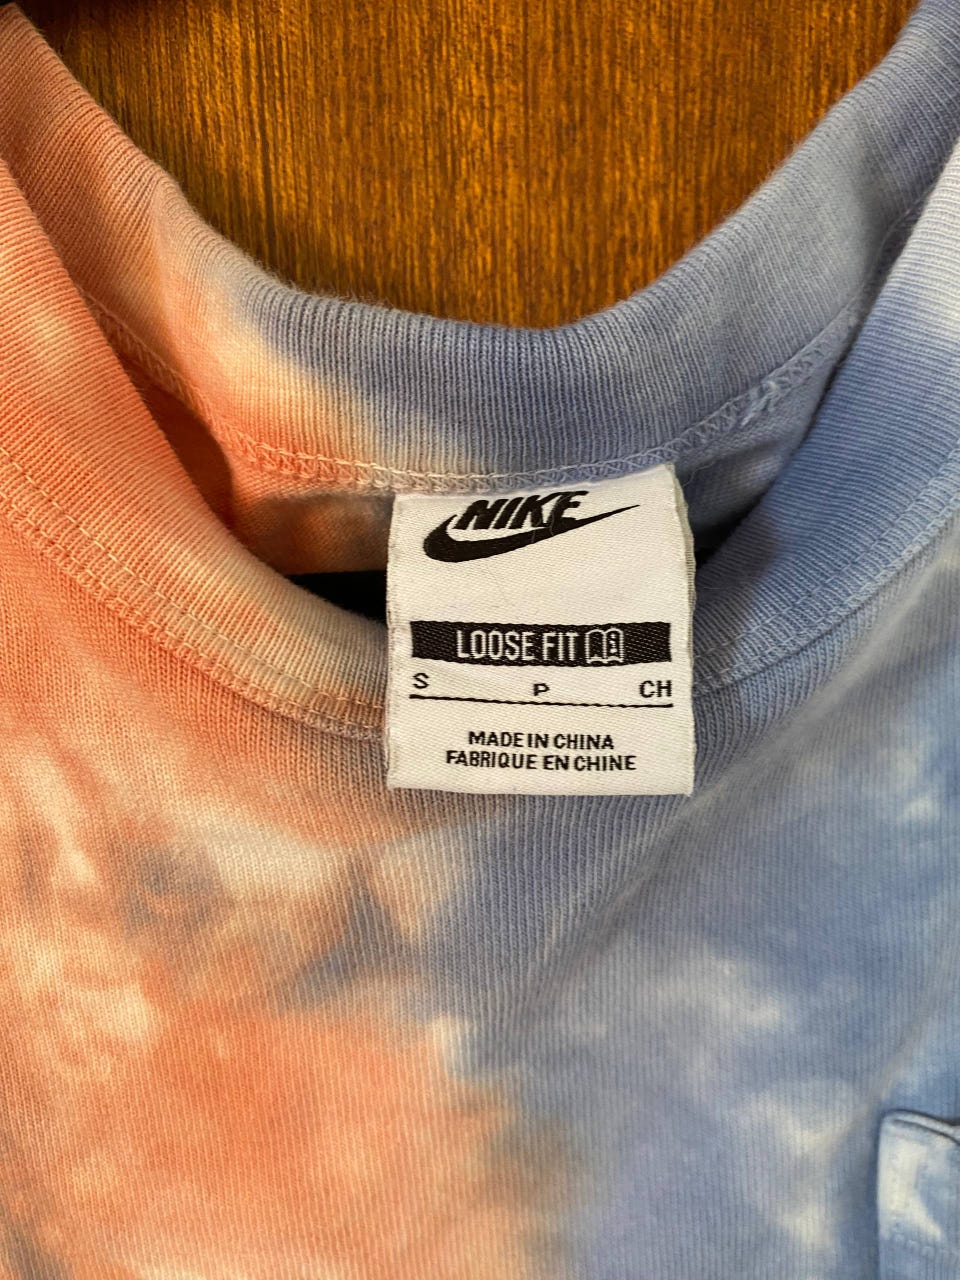 NIKE
LOOSE FIT
S P CH
MADE IN CHINA
FABRIQUE EN CHINE